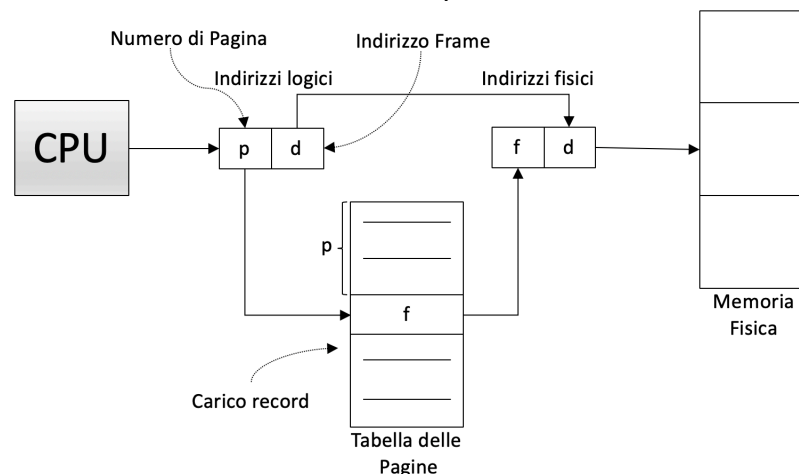 Numero di Pagina
Indirizzo Frame
Indirizzi logici
Indirizzi fisici
CPU
p
d
f
d
p
f
Carico record
Tabella delle
Pagine
Memoria
Fisica